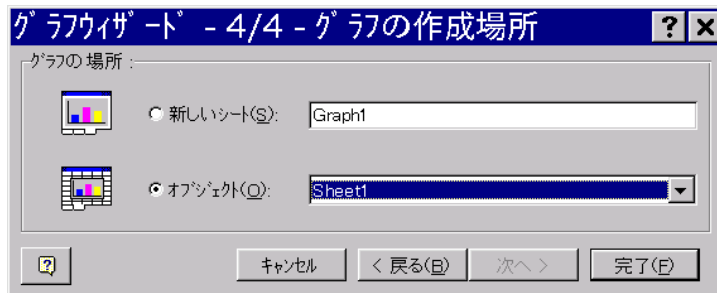 グラフウィザード - 4/4 - グラフの作成場所
グラフの場所:
新しいシート(S): Graph1
オブジェクト(O): Sheet1
キャンセル < 戻る(B) 次へ > 完了(F)